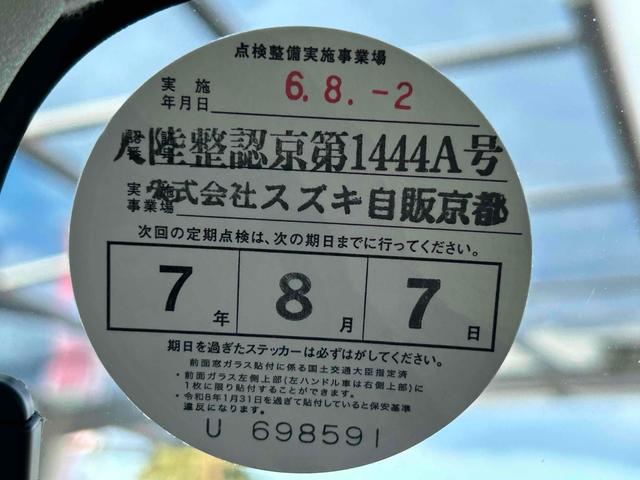 点検整備実施事業場
実施年月日 6.8.-2
認証番号 陸整認京第1444A号
実施事業場 株式会社スズキ自販京都
次回の定期点検は、次の期日までに行ってください。
7年 8月 7日
期日を過ぎたステッカーは必ずはがしてください。
前面窓ガラス貼付に係る国土交通大臣指定済
・前面ガラス左側上部(左ハンドル車は右側上部)に
1枚に限り貼付することができます。
・令和8年1月31日を過ぎて貼付していると保安基準
違反になります。
U 698591